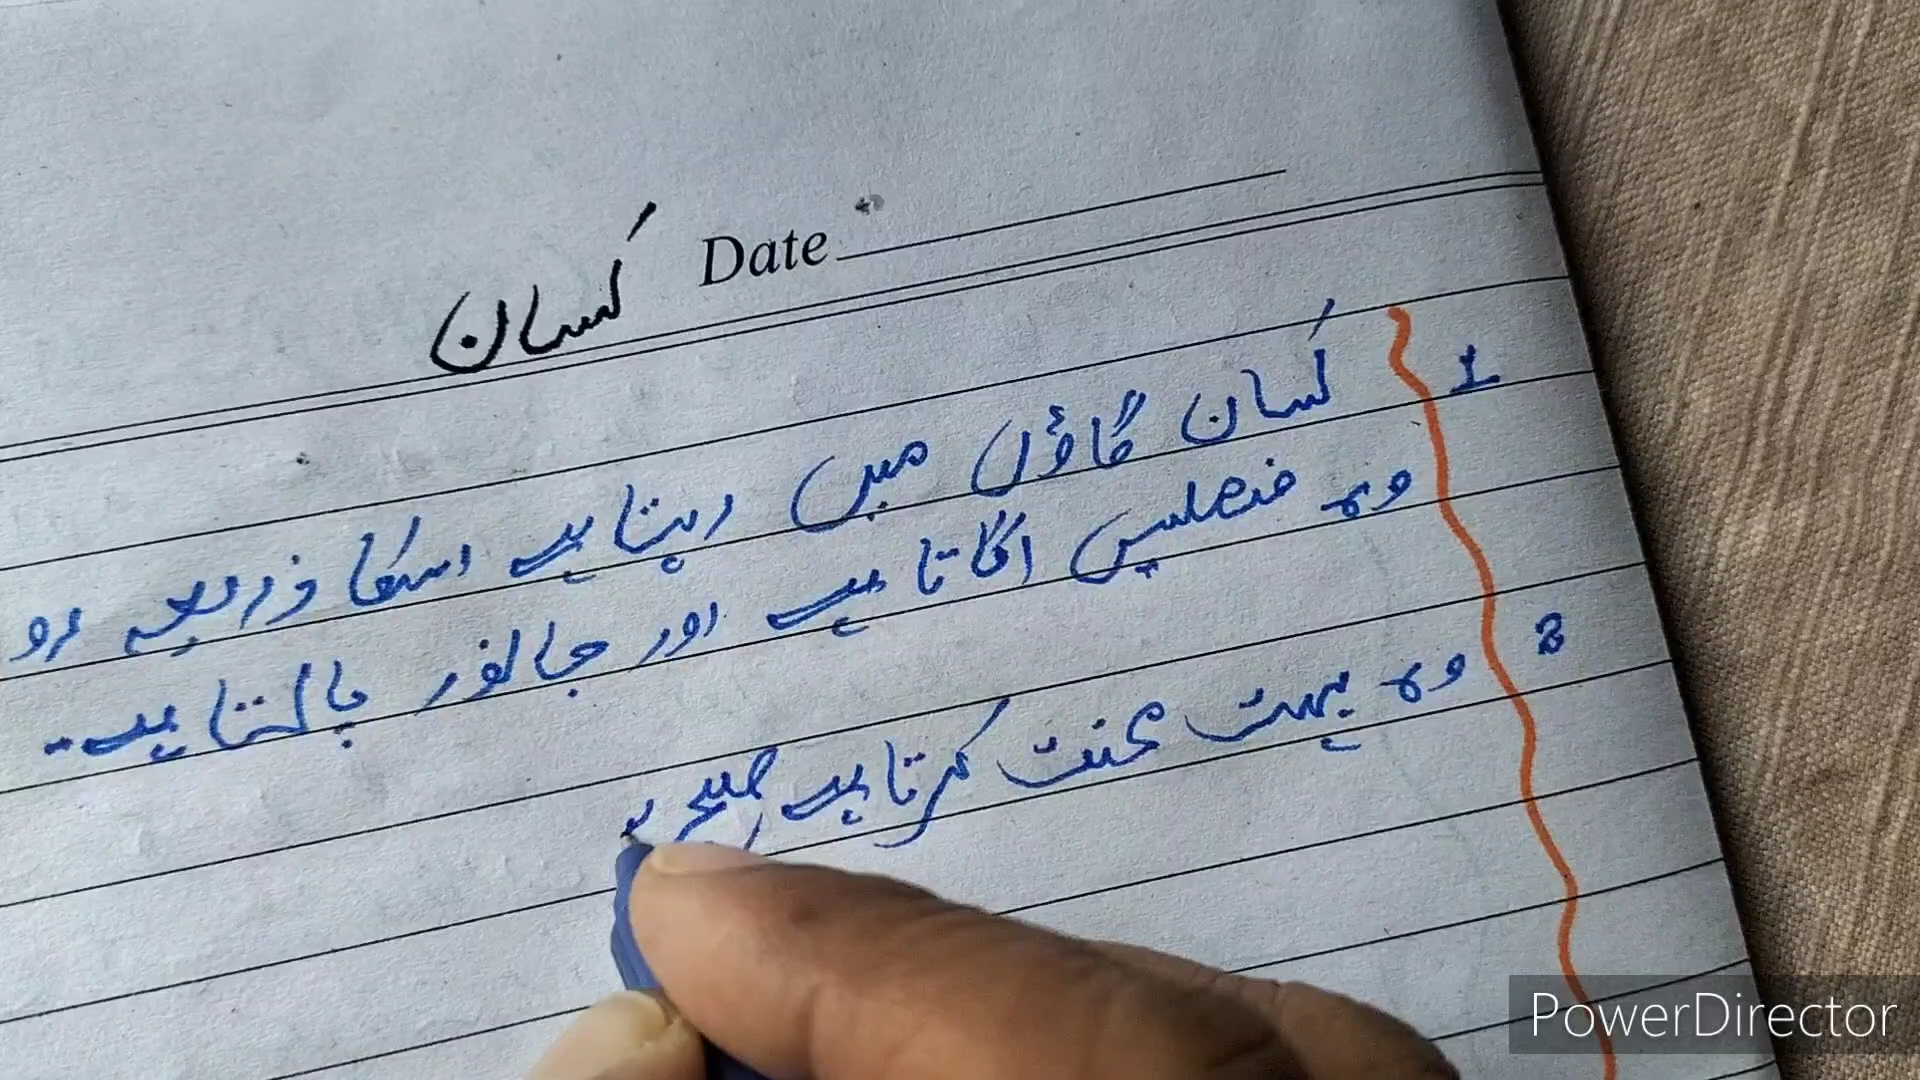 Date
کسان
1 کسان گاؤں میں رہتا ہے اسکا ذریعہ
وہ فصلیں اگاتا ہے اور جانور پالتا ہے۔
2 وہ بہت محنت کرتا ہے صبح
PowerDirector